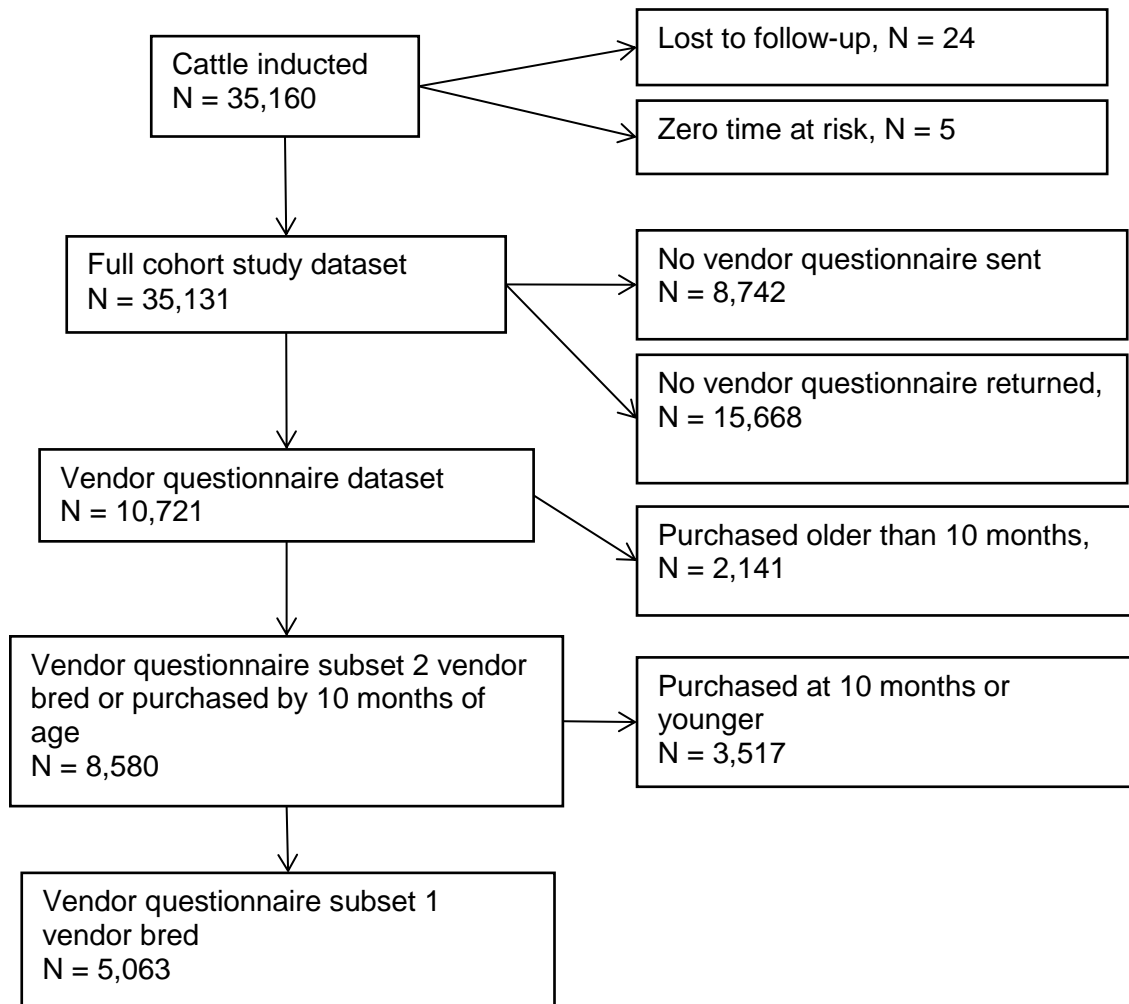 Cattle inducted
N = 35,160
Lost to follow-up, N = 24
Zero time at risk, N = 5
Full cohort study dataset
N = 35,131
No vendor questionnaire sent
N = 8,742
No vendor questionnaire returned,
N = 15,668
Vendor questionnaire dataset
N = 10,721
Purchased older than 10 months,
N = 2,141
Vendor questionnaire subset 2 vendor
bred or purchased by 10 months of
age
N = 8,580
Purchased at 10 months or
younger
N = 3,517
Vendor questionnaire subset 1
vendor bred
N = 5,063